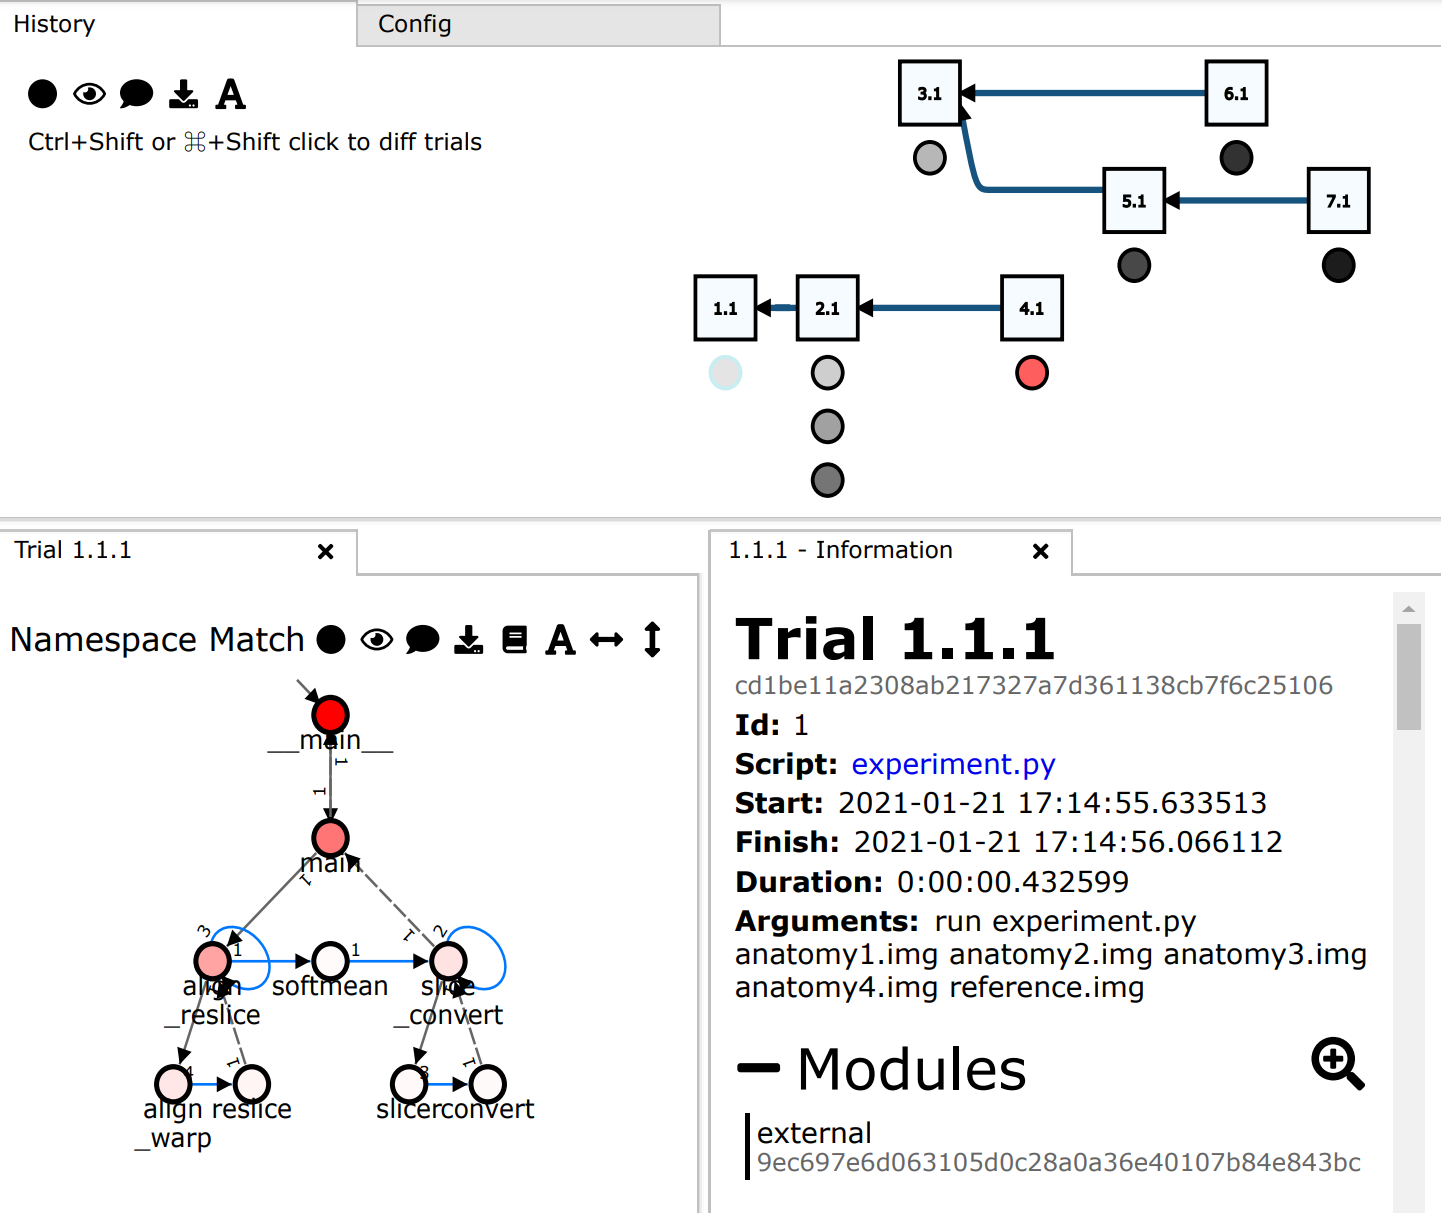 History
Config
Ctrl+Shift or ⌘+Shift click to diff trials
3.1
6.1
5.1
7.1
1.1
2.1
4.1
Trial 1.1.1
Namespace Match
__main__
1
1
main
1
1
3
1
1
2
align
_reslice
softmean
slice
_convert
4
1
3
1
align
_warp
reslice
slicer
convert
1.1.1 - Information
Trial 1.1.1
cd1be11a2308ab217327a7d361138cb7f6c25106
Id: 1
Script: experiment.py
Start: 2021-01-21 17:14:55.633513
Finish: 2021-01-21 17:14:56.066112
Duration: 0:00:00.432599
Arguments: run experiment.py
anatomy1.img anatomy2.img anatomy3.img
anatomy4.img reference.img
Modules
external
9ec697e6d063105d0c28a0a36e40107b84e843bc